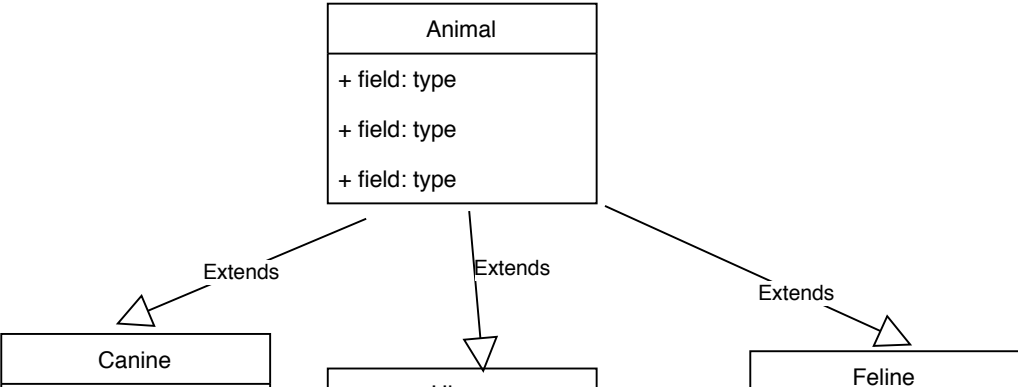 Animal
+ field: type
+ field: type
+ field: type
Extends
Extends
Extends
Canine
Feline